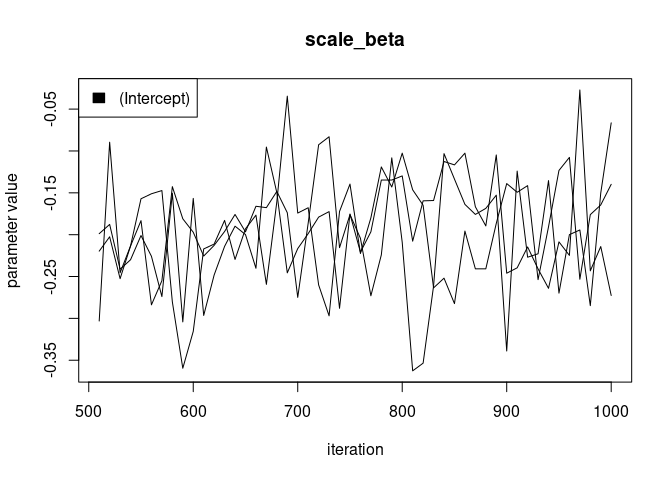 scale_beta
(Intercept)
parameter value
-0.05
-0.15
-0.25
-0.35
500 600 700 800 900 1000
iteration